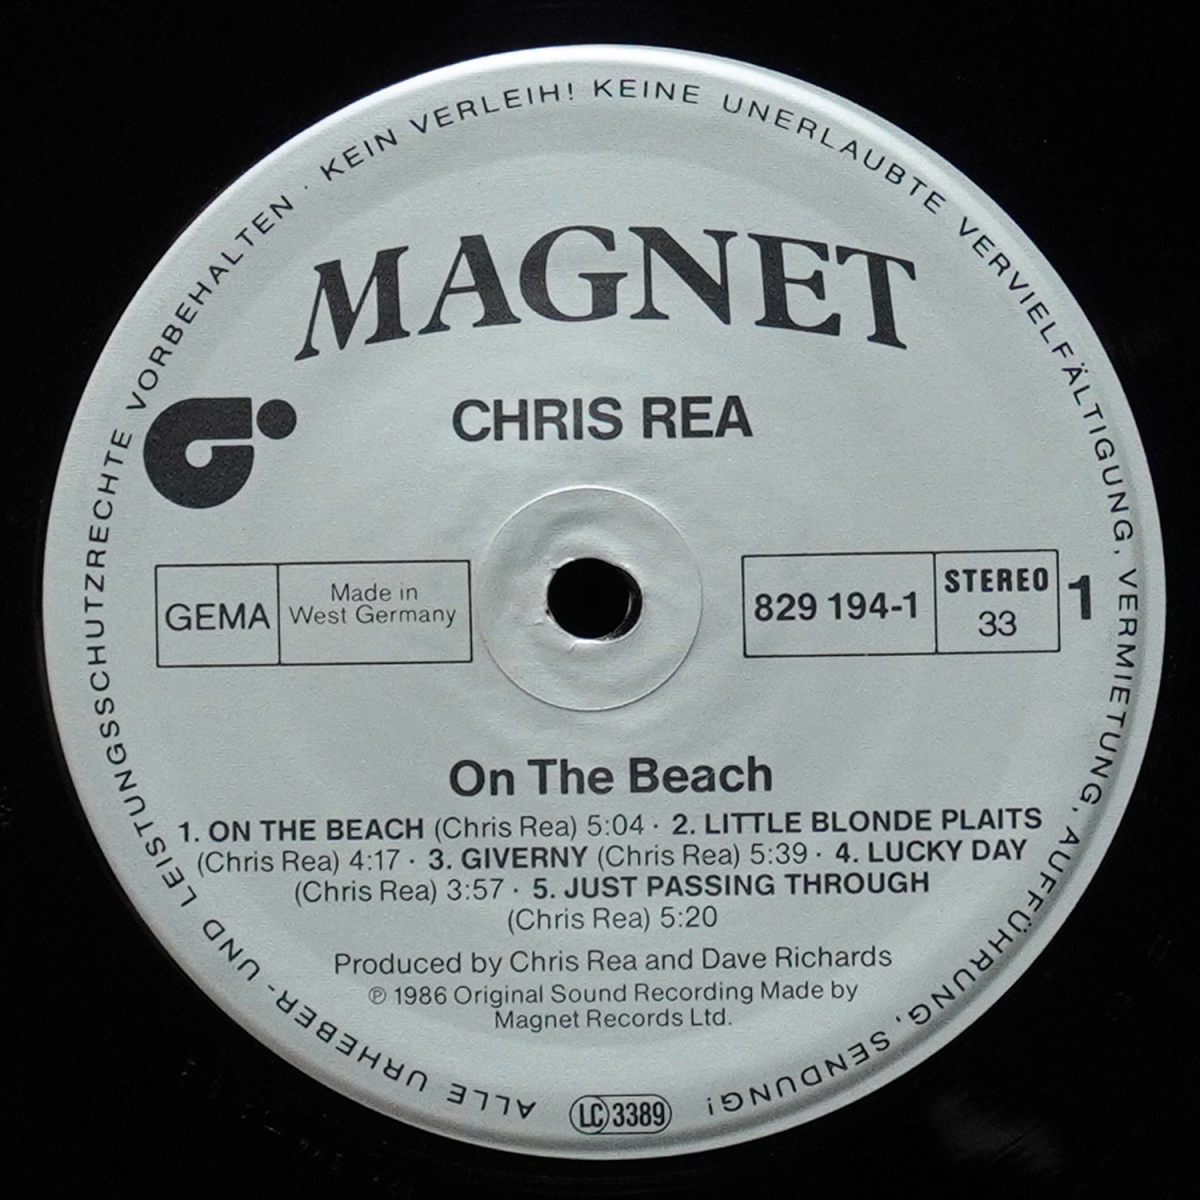 ALLE URHEBER- UND LEISTUNGSSCHUTZRECHTE VORBEHALTEN · KEIN VERLEIH! KEINE UNERLAUBTE VERVIELFÄLTIGUNG, VERMIETUNG, AUFFÜHRUNG, SENDUNG!
MAGNET
CHRIS REA
GEMA
Made in
West Germany
829 194-1
STEREO
33
1
On The Beach
1. ON THE BEACH (Chris Rea) 5:04 · 2. LITTLE BLONDE PLAITS
(Chris Rea) 4:17 · 3. GIVERNY (Chris Rea) 5:39 · 4. LUCKY DAY
(Chris Rea) 3:57 · 5. JUST PASSING THROUGH
(Chris Rea) 5:20
Produced by Chris Rea and Dave Richards
℗ 1986 Original Sound Recording Made by
Magnet Records Ltd.
LC 3389